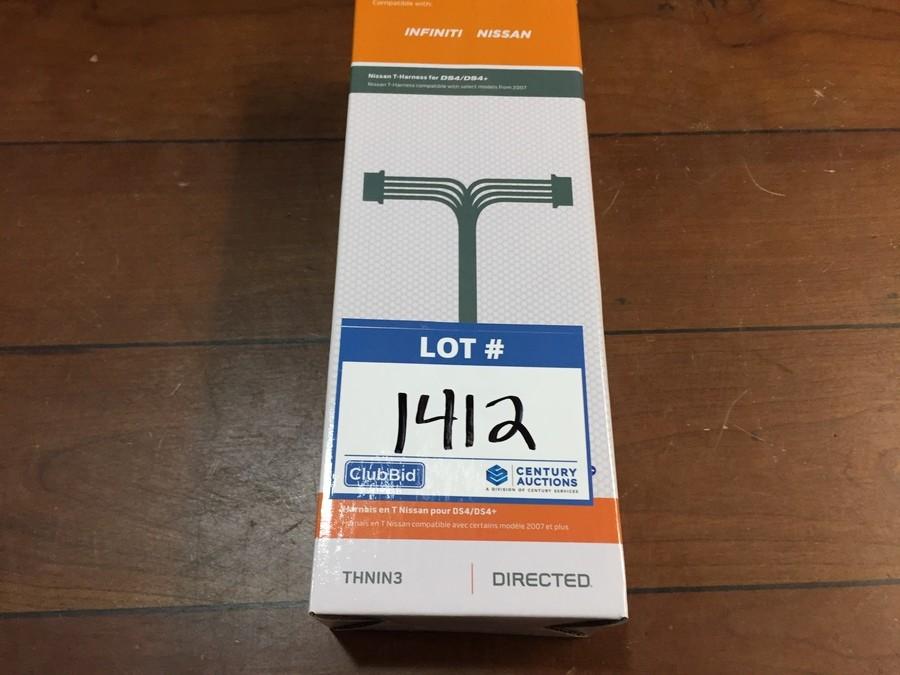 Compatible with:
INFINITI NISSAN
Nissan T-Harness for DS4/DS4+
Nissan T-Harness compatible with select models from 2007
LOT #
1412
ClubBid
CENTURY
AUCTIONS
A DIVISION OF CENTURY SERVICES
Harnais en T Nissan pour DS4/DS4+
Harnais en T Nissan compatible avec certains modèle 2007 et plus
THNIN3
DIRECTED